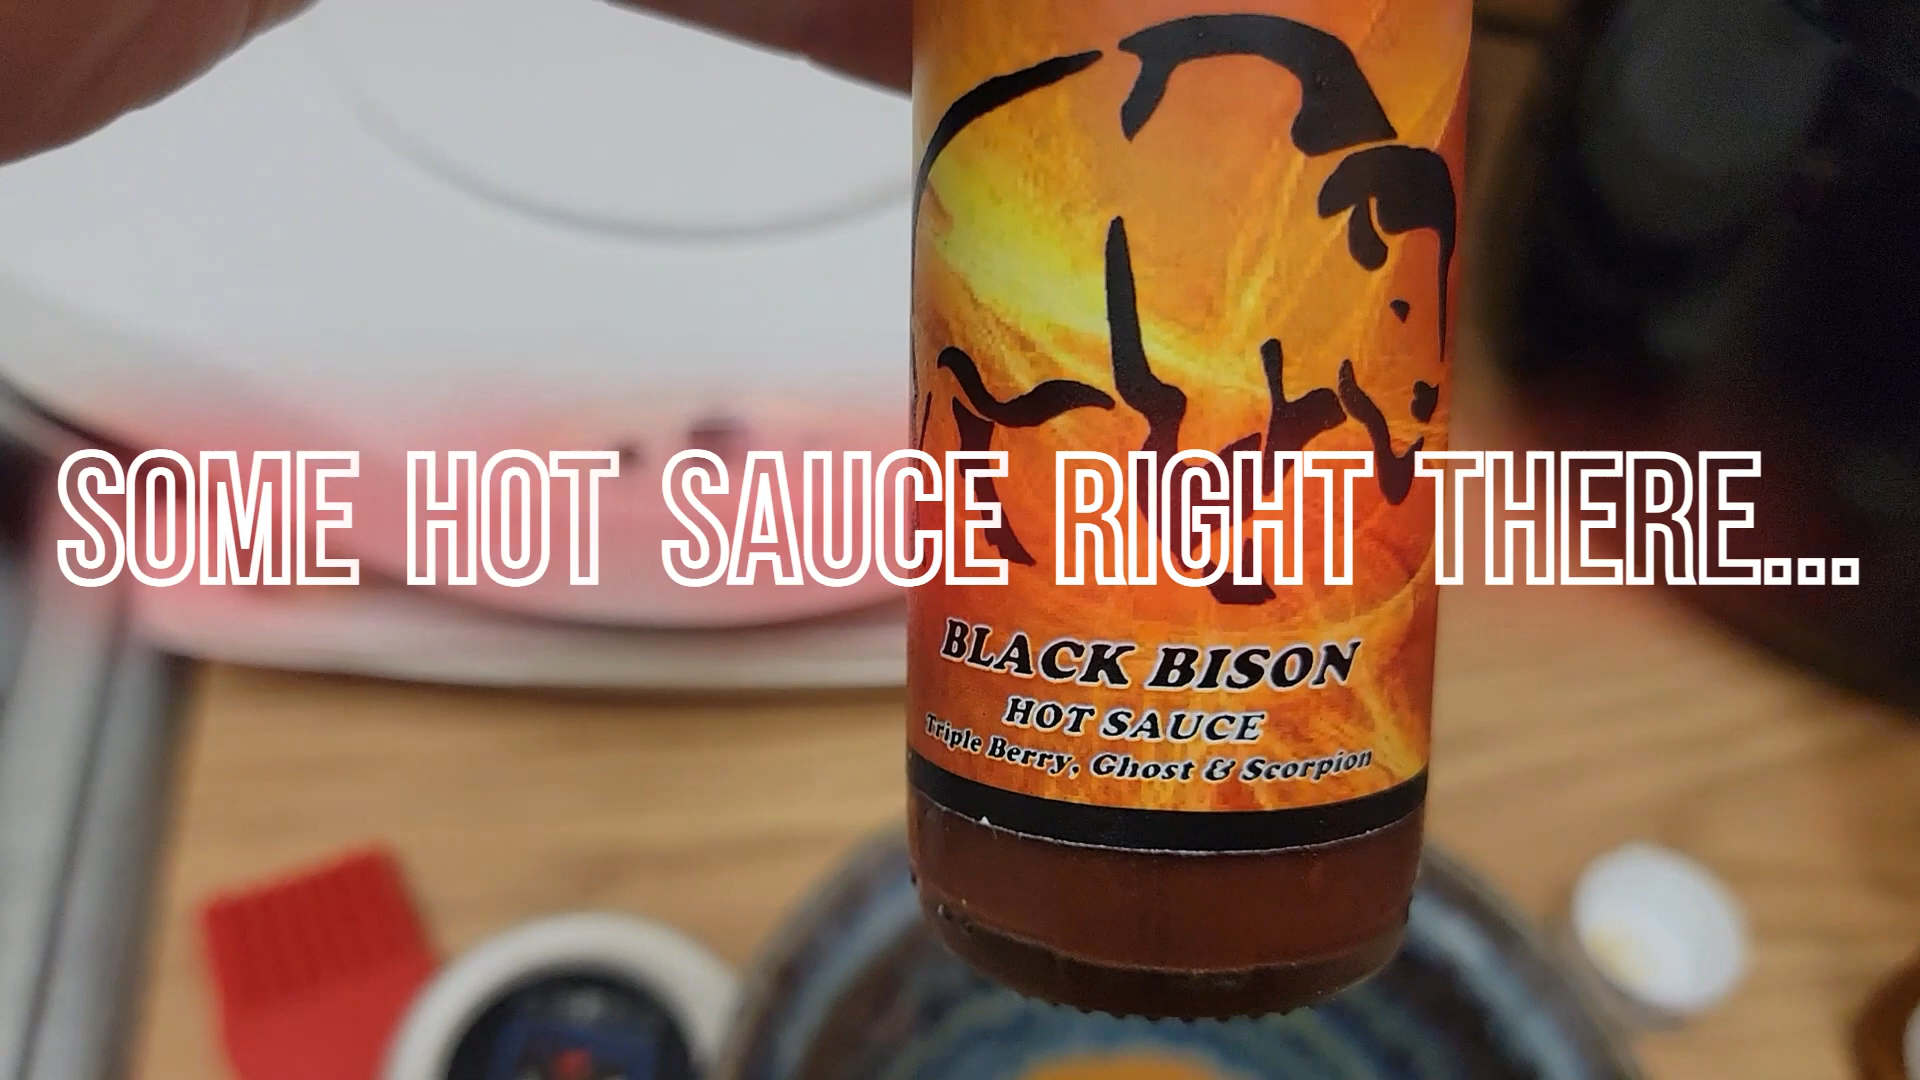 SOME HOT SAUCE RIGHT THERE...
BLACK BISON
HOT SAUCE
Triple Berry, Ghost & Scorpion